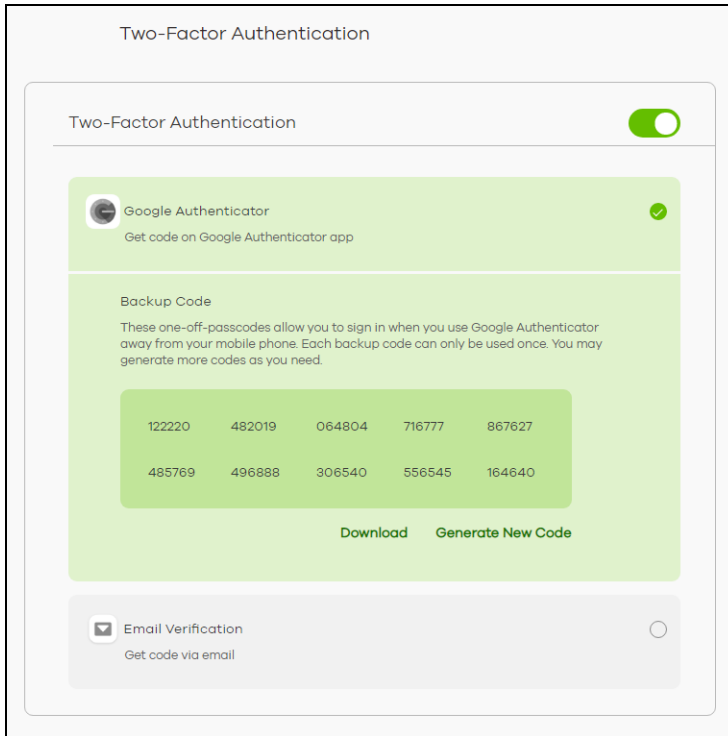 Two-Factor Authentication
Two-Factor Authentication
Google Authenticator
Get code on Google Authenticator app
Backup Code
These one-off-passcodes allow you to sign in when you use Google Authenticator
away from your mobile phone. Each backup code can only be used once. You may
generate more codes as you need.
122220 482019 064804 716777 867627
485769 496888 306540 556545 164640
Download Generate New Code
Email Verification
Get code via email